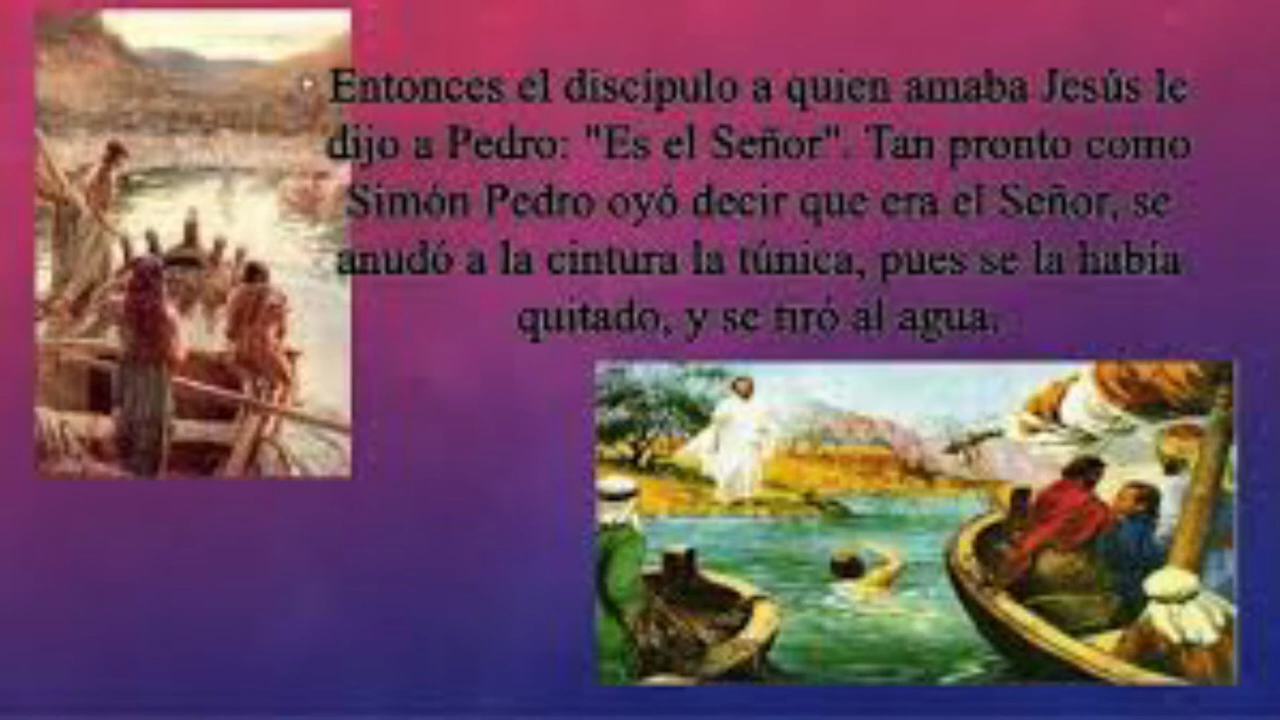 Entonces el discípulo a quien amaba Jesús le
dijo a Pedro: "Es el Señor". Tan pronto como
Simón Pedro oyó decir que era el Señor, se
anudó a la cintura la túnica, pues se la había
quitado, y se tiró al agua.